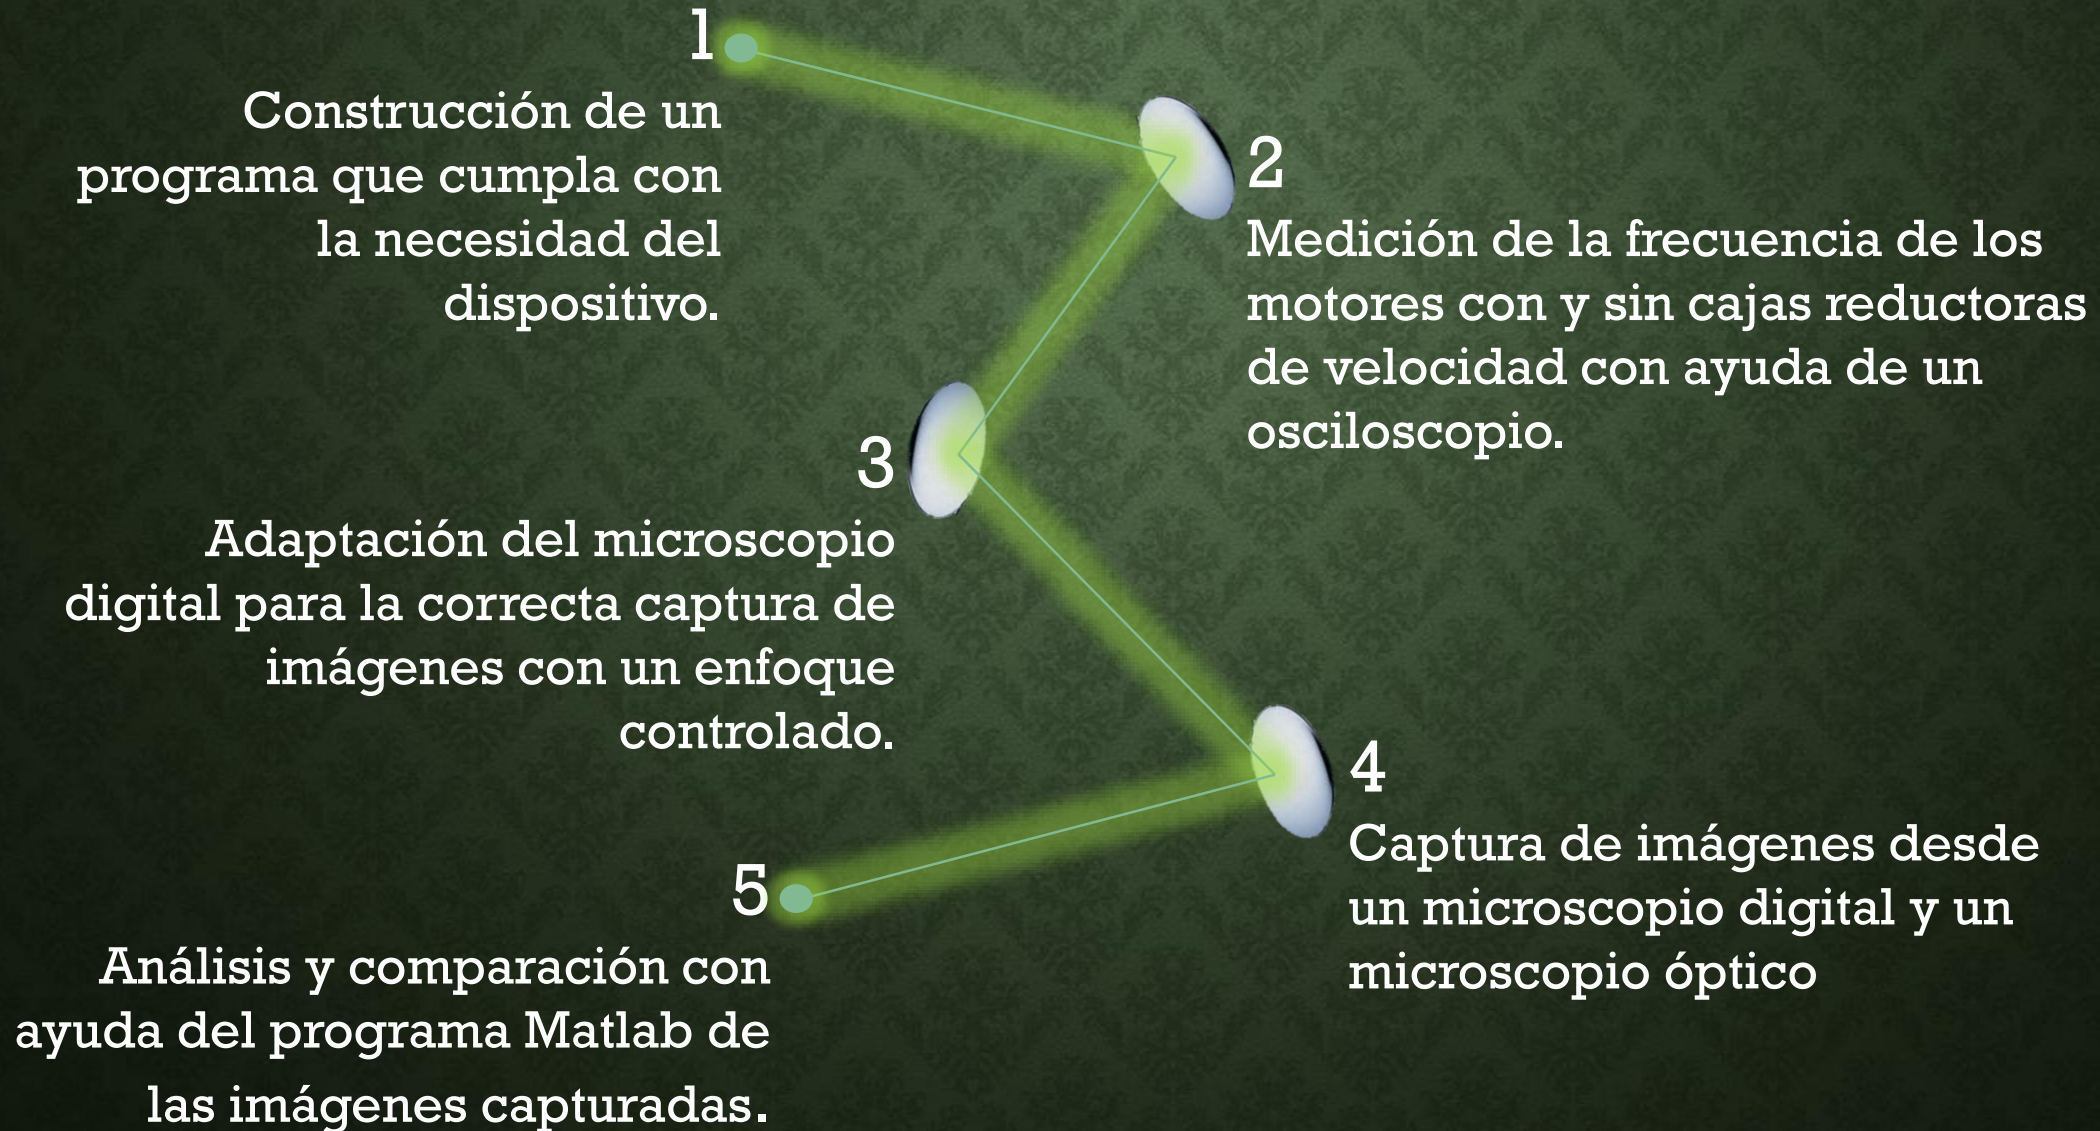 1
Construcción de un
programa que cumpla con
la necesidad del
dispositivo.
2
Medición de la frecuencia de los
motores con y sin cajas reductoras
de velocidad con ayuda de un
osciloscopio.
3
Adaptación del microscopio
digital para la correcta captura de
imágenes con un enfoque
controlado.
4
Captura de imágenes desde
un microscopio digital y un
microscopio óptico
5
Análisis y comparación con
ayuda del programa Matlab de
las imágenes capturadas.